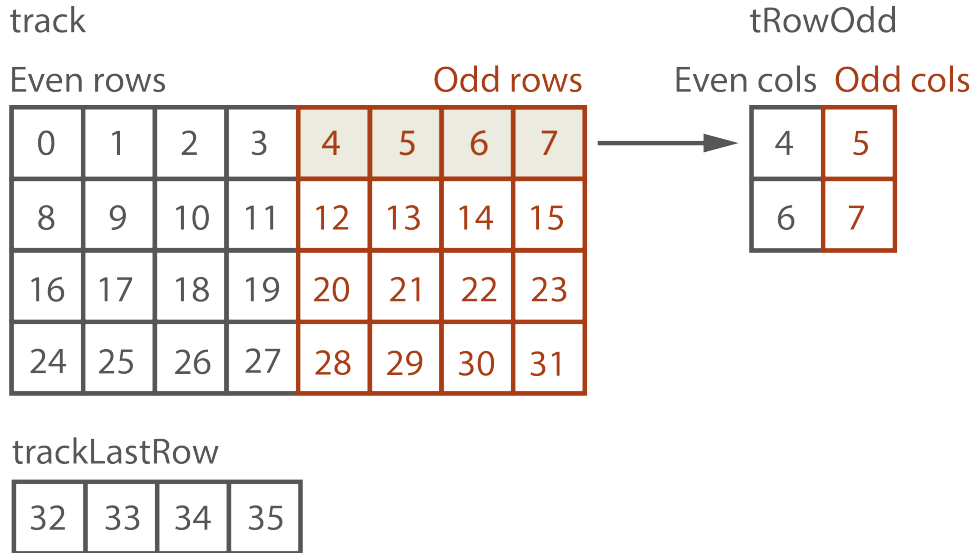 track
tRowOdd
Even rows Odd rows
Even cols Odd cols
0 1 2 3 4 5 6 7
4 5
8 9 10 11 12 13 14 15
6 7
16 17 18 19 20 21 22 23
24 25 26 27 28 29 30 31
trackLastRow
32 33 34 35